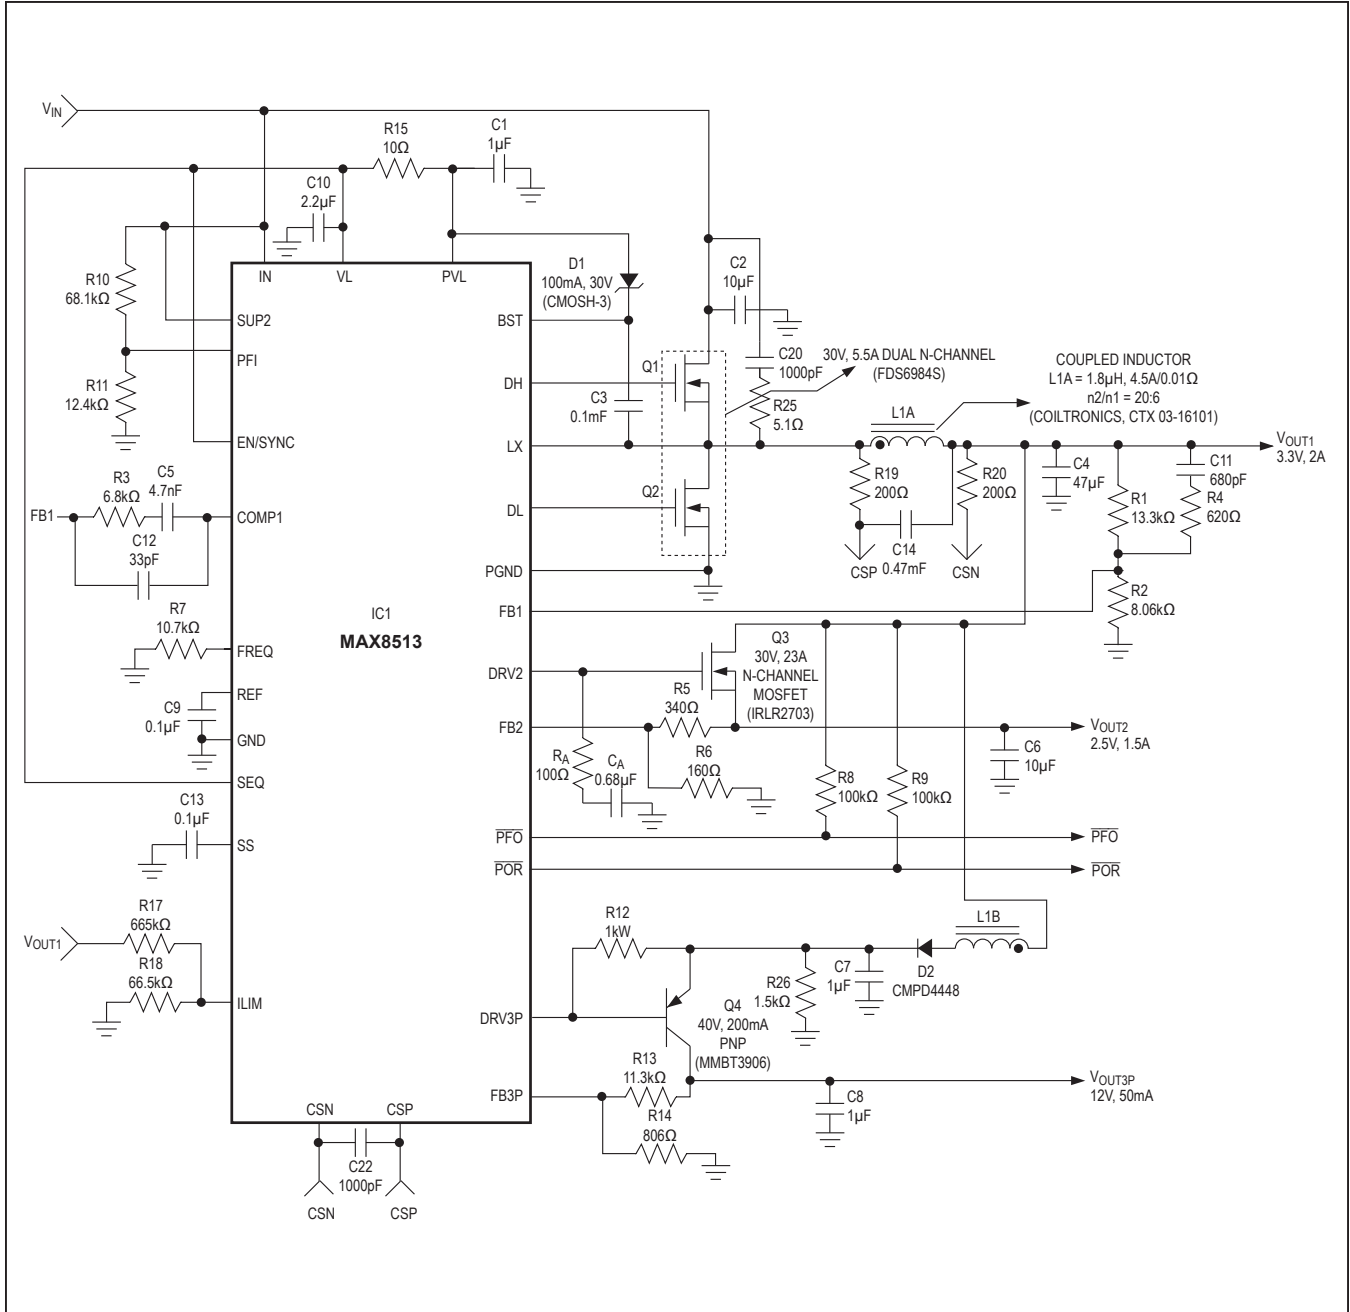 VIN
R15
10Ω
C1
1µF
C10
2.2µF
R10
68.1kΩ
R11
12.4kΩ
IN
VL
PVL
SUP2
PFI
EN/SYNC
COMP1
FREQ
REF
GND
SEQ
SS
ILIM
CSN
CSP
BST
DH
LX
DL
PGND
FB1
DRV2
FB2
PFO
POR
DRV3P
FB3P
IC1
MAX8513
D1
100mA, 30V
(CMOSH-3)
C2
10µF
C20
1000pF
R25
5.1Ω
30V, 5.5A DUAL N-CHANNEL
(FDS6984S)
COUPLED INDUCTOR
L1A = 1.8µH, 4.5A/0.01Ω
n2/n1 = 20:6
(COILTRONICS, CTX 03-16101)
Q1
Q2
C3
0.1mF
L1A
R19
200Ω
R20
200Ω
C14
0.47mF
CSP
CSN
C4
47µF
C11
680pF
R1
13.3kΩ
R4
620Ω
R2
8.06kΩ
VOUT1
3.3V, 2A
FB1
R3
6.8kΩ
C5
4.7nF
C12
33pF
R7
10.7kΩ
C9
0.1µF
C13
0.1µF
VOUT1
R17
665kΩ
R18
66.5kΩ
Q3
30V, 23A
N-CHANNEL
MOSFET
(IRLR2703)
R5
340Ω
R6
160Ω
RA
100Ω
CA
0.68µF
C6
10µF
VOUT2
2.5V, 1.5A
R8
100kΩ
R9
100kΩ
PFO
POR
R12
1kW
L1B
D2
CMPD4448
C7
1µF
R26
1.5kΩ
Q4
40V, 200mA
PNP
(MMBT3906)
R13
11.3kΩ
R14
806Ω
C8
1µF
VOUT3P
12V, 50mA
C22
1000pF
CSN
CSP